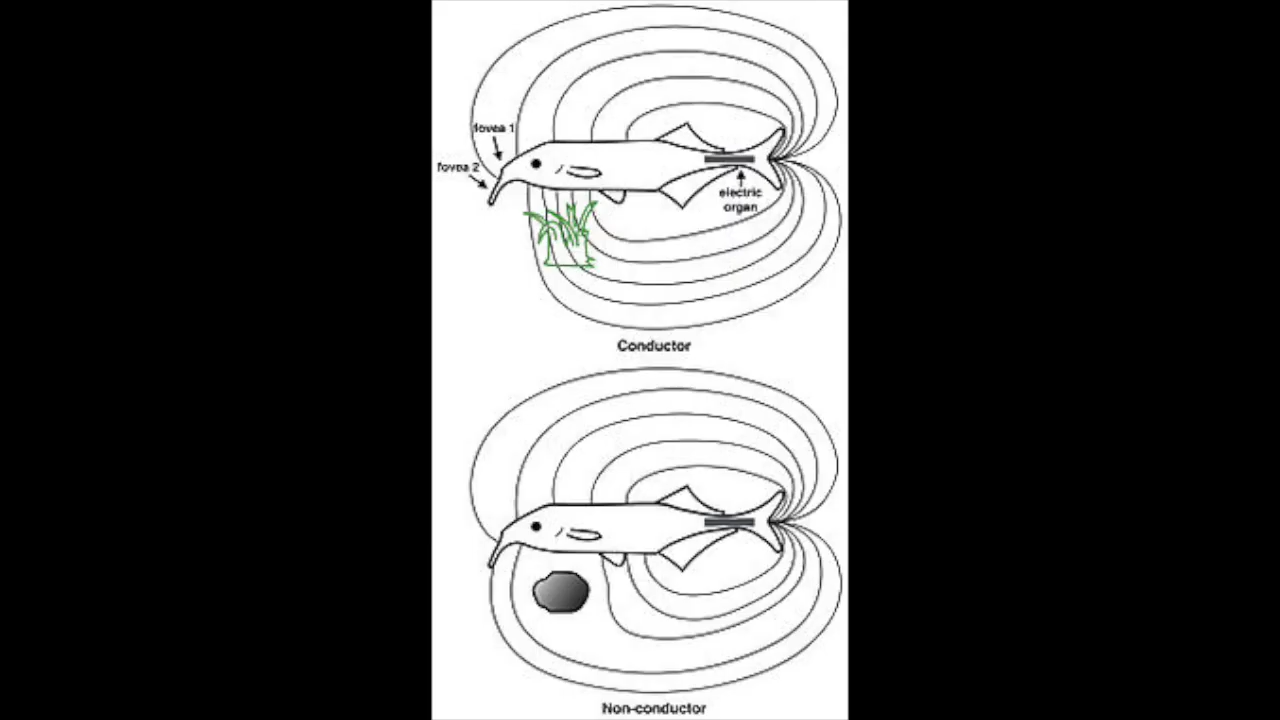 fovea 1
fovea 2
electric
organ
Conductor
Non-conductor